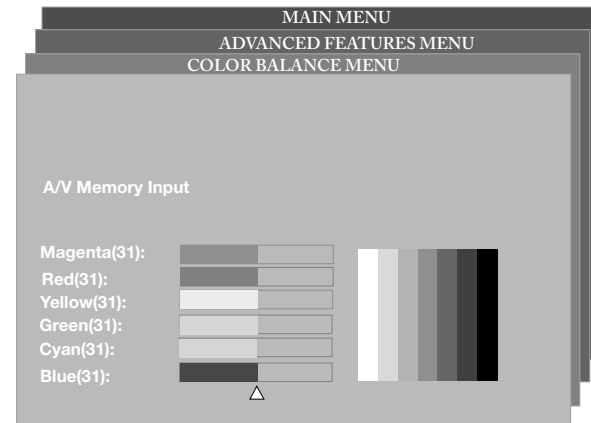 MAIN MENU
ADVANCED FEATURES MENU
COLOR BALANCE MENU
A/V Memory Input
Magenta(31):
Red(31):
Yellow(31):
Green(31):
Cyan(31):
Blue(31):